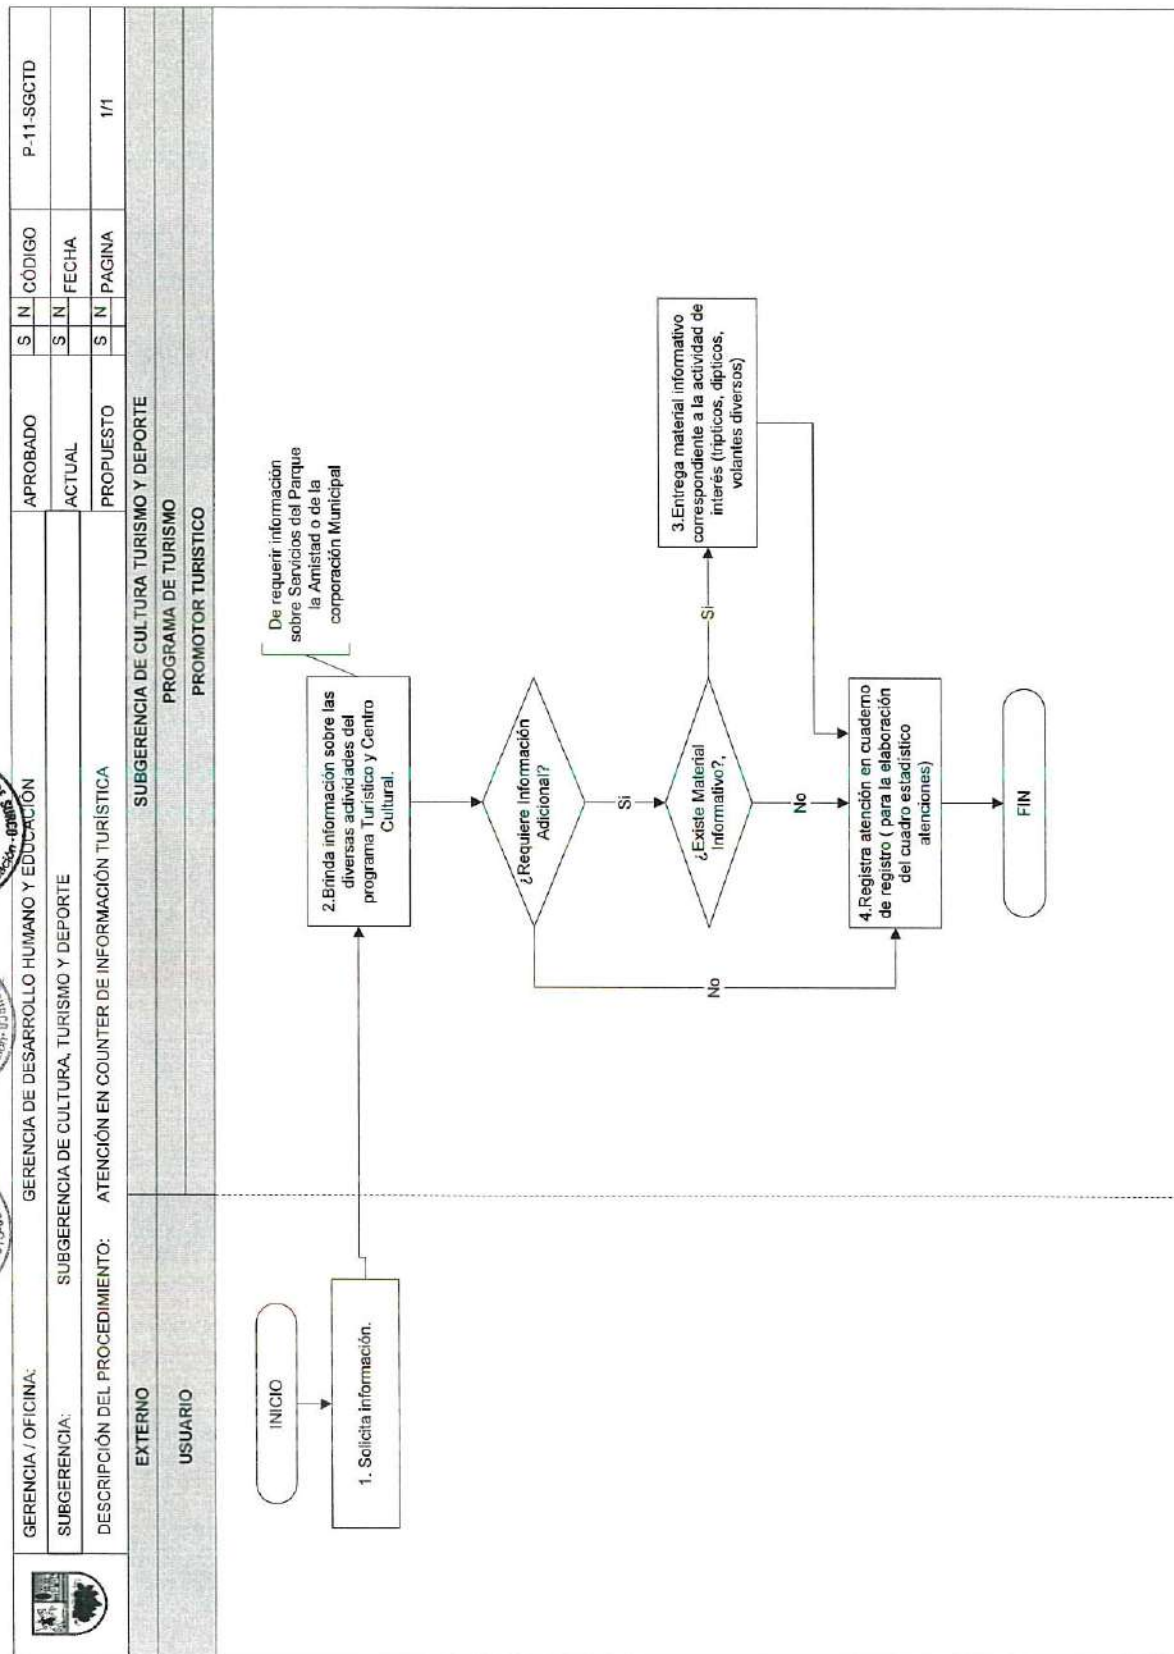 GERENCIA / OFICINA: GERENCIA DE DESARROLLO HUMANO Y EDUCACIÓN APROBADO S N CÓDIGO P-11-SGCTD
SUBGERENCIA: SUBGERENCIA DE CULTURA, TURISMO Y DEPORTE ACTUAL S N FECHA
DESCRIPCIÓN DEL PROCEDIMIENTO: ATENCIÓN EN COUNTER DE INFORMACIÓN TURÍSTICA PROPUESTO S N PAGINA 1/1
EXTERNO SUBGERENCIA DE CULTURA TURISMO Y DEPORTE
PROGRAMA DE TURISMO
USUARIO PROMOTOR TURISTICO
INICIO
1. Solicita información.
De requerir información
sobre Servicios del Parque
la Amistad o de la
corporación Municipal
2.Brinda información sobre las
diversas actividades del
programa Turístico y Centro
Cultural.
¿Requiere Información
Adicional?
Si
No
¿Existe Material
Informativo?,
Si
No
3.Entrega material informativo
correspondiente a la actividad de
interés (trípticos, dípticos,
volantes diversos)
4.Registra atención en cuaderno
de registro ( para la elaboración
del cuadro estadístico
atenciones)
FIN